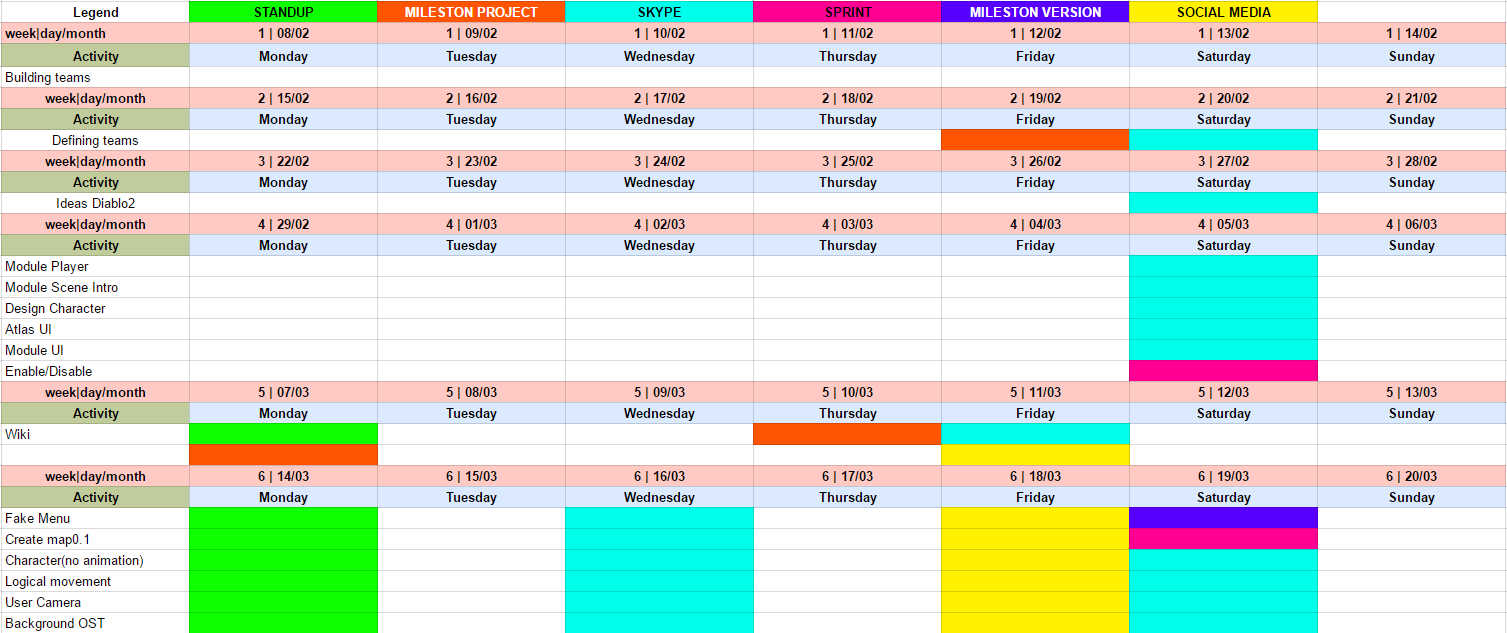 Legend STANDUP MILESTON PROJECT SKYPE SPRINT MILESTON VERSION SOCIAL MEDIA
week|day/month 1 | 08/02 1 | 09/02 1 | 10/02 1 | 11/02 1 | 12/02 1 | 13/02 1 | 14/02
Activity Monday Tuesday Wednesday Thursday Friday Saturday Sunday
Building teams
week|day/month 2 | 15/02 2 | 16/02 2 | 17/02 2 | 18/02 2 | 19/02 2 | 20/02 2 | 21/02
Activity Monday Tuesday Wednesday Thursday Friday Saturday Sunday
Defining teams
week|day/month 3 | 22/02 3 | 23/02 3 | 24/02 3 | 25/02 3 | 26/02 3 | 27/02 3 | 28/02
Activity Monday Tuesday Wednesday Thursday Friday Saturday Sunday
Ideas Diablo2
week|day/month 4 | 29/02 4 | 01/03 4 | 02/03 4 | 03/03 4 | 04/03 4 | 05/03 4 | 06/03
Activity Monday Tuesday Wednesday Thursday Friday Saturday Sunday
Module Player
Module Scene Intro
Design Character
Atlas UI
Module UI
Enable/Disable
week|day/month 5 | 07/03 5 | 08/03 5 | 09/03 5 | 10/03 5 | 11/03 5 | 12/03 5 | 13/03
Activity Monday Tuesday Wednesday Thursday Friday Saturday Sunday
Wiki
week|day/month 6 | 14/03 6 | 15/03 6 | 16/03 6 | 17/03 6 | 18/03 6 | 19/03 6 | 20/03
Activity Monday Tuesday Wednesday Thursday Friday Saturday Sunday
Fake Menu
Create map0.1
Character(no animation)
Logical movement
User Camera
Background OST